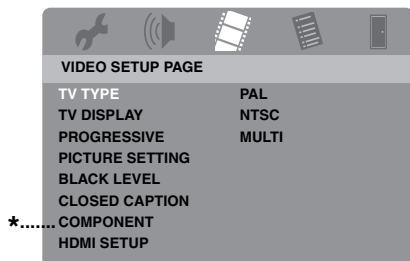 VIDEO SETUP PAGE
TV TYPE PAL
TV DISPLAY NTSC
PROGRESSIVE MULTI
PICTURE SETTING
BLACK LEVEL
CLOSED CAPTION
*.......COMPONENT
HDMI SETUP